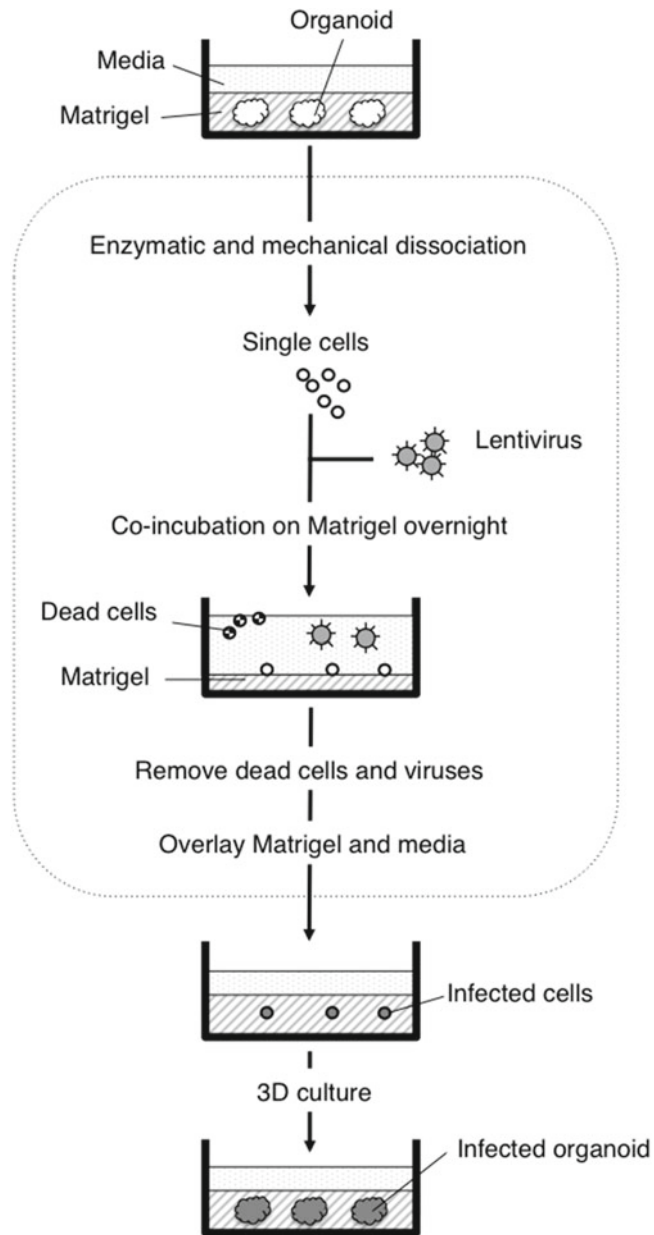 Organoid
Media
Matrigel
Enzymatic and mechanical dissociation
Single cells
Lentivirus
Co-incubation on Matrigel overnight
Dead cells
Matrigel
Remove dead cells and viruses
Overlay Matrigel and media
Infected cells
3D culture
Infected organoid